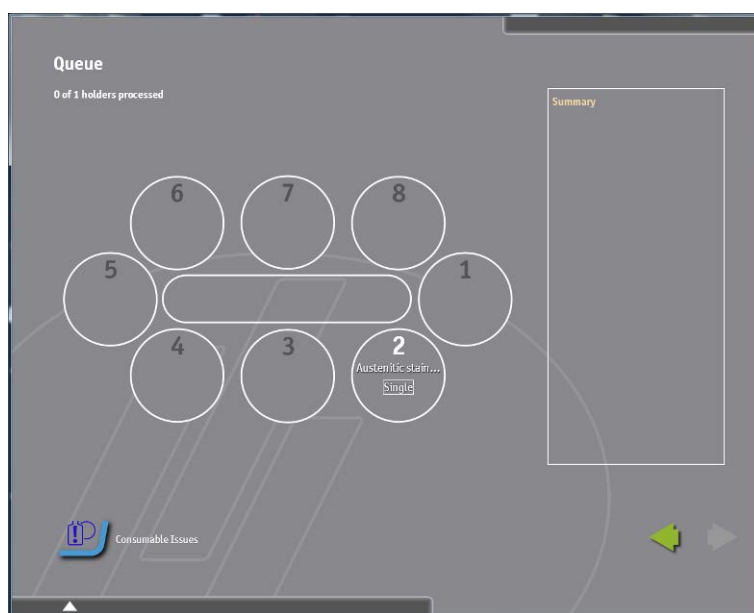 Queue
0 of 1 holders processed
Summary
6
7
8
5
1
4
3
2
Austenitic stain...
Single
Consumable Issues